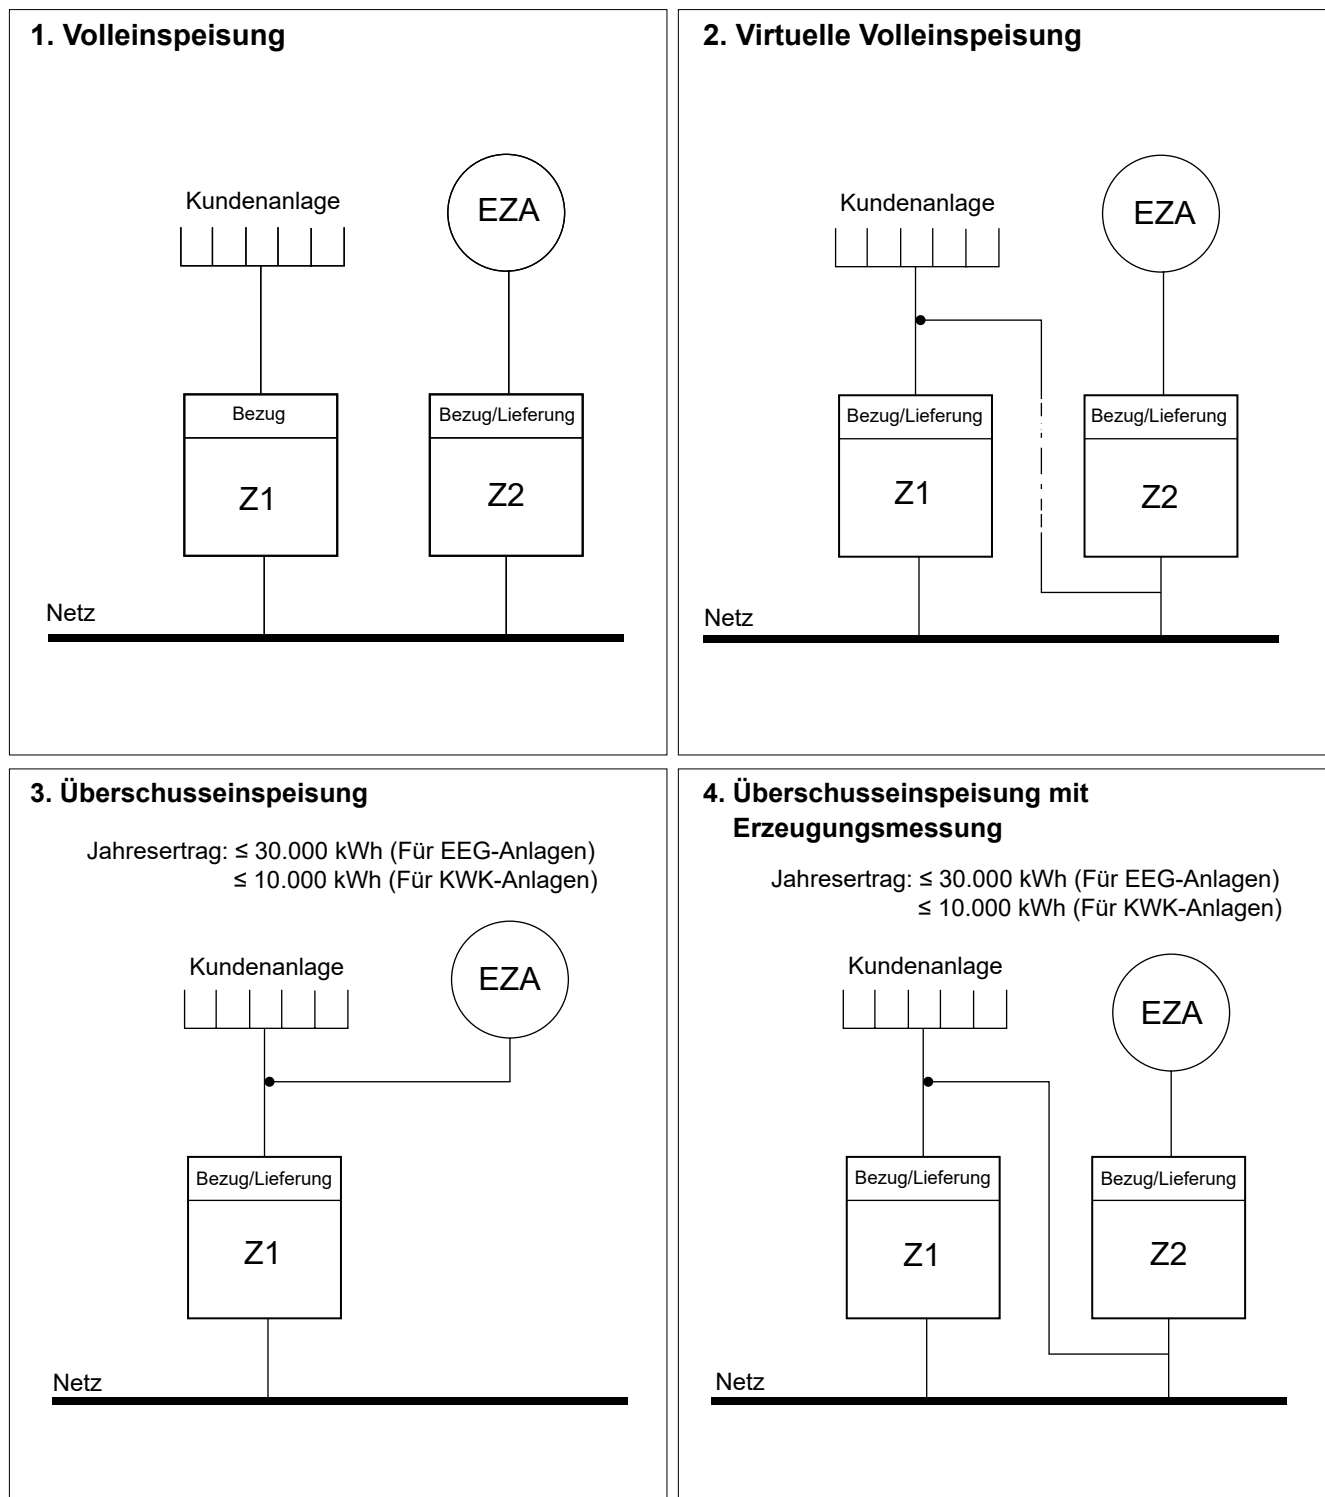 1. Volleinspeisung
Kundenanlage
EZA
Bezug
Bezug/Lieferung
Z1
Z2
Netz
2. Virtuelle Volleinspeisung
Kundenanlage
EZA
Bezug/Lieferung
Bezug/Lieferung
Z1
Z2
Netz
3. Überschusseinspeisung
Jahresertrag: ≤ 30.000 kWh (Für EEG-Anlagen)
≤ 10.000 kWh (Für KWK-Anlagen)
Kundenanlage
EZA
Bezug/Lieferung
Z1
Netz
4. Überschusseinspeisung mit
Erzeugungsmessung
Jahresertrag: ≤ 30.000 kWh (Für EEG-Anlagen)
≤ 10.000 kWh (Für KWK-Anlagen)
Kundenanlage
EZA
Bezug/Lieferung
Bezug/Lieferung
Z1
Z2
Netz